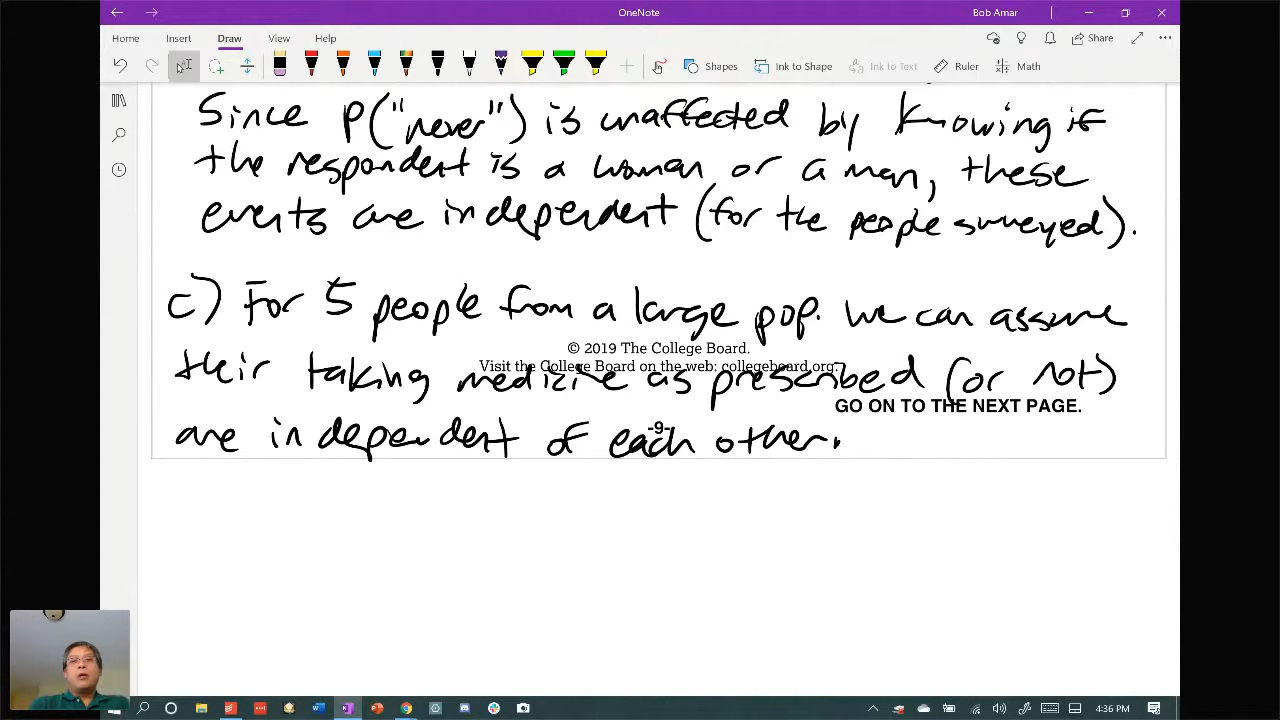 OneNote
Bob Amar
Home Insert Draw View Help
Share
Shapes Ink to Shape Ink to Text Ruler Math
Since P("never") is unaffected by knowing if
the respondent is a woman or a man, these
events are independent (for the people surveyed).
c) For 5 people from a large pop. we can assume
© 2019 The College Board.
Visit the College Board on the web: collegeboard.org.
their taking medicine as prescribed (or not)
GO ON TO THE NEXT PAGE.
-9-
are independent of each other.
4:36 PM